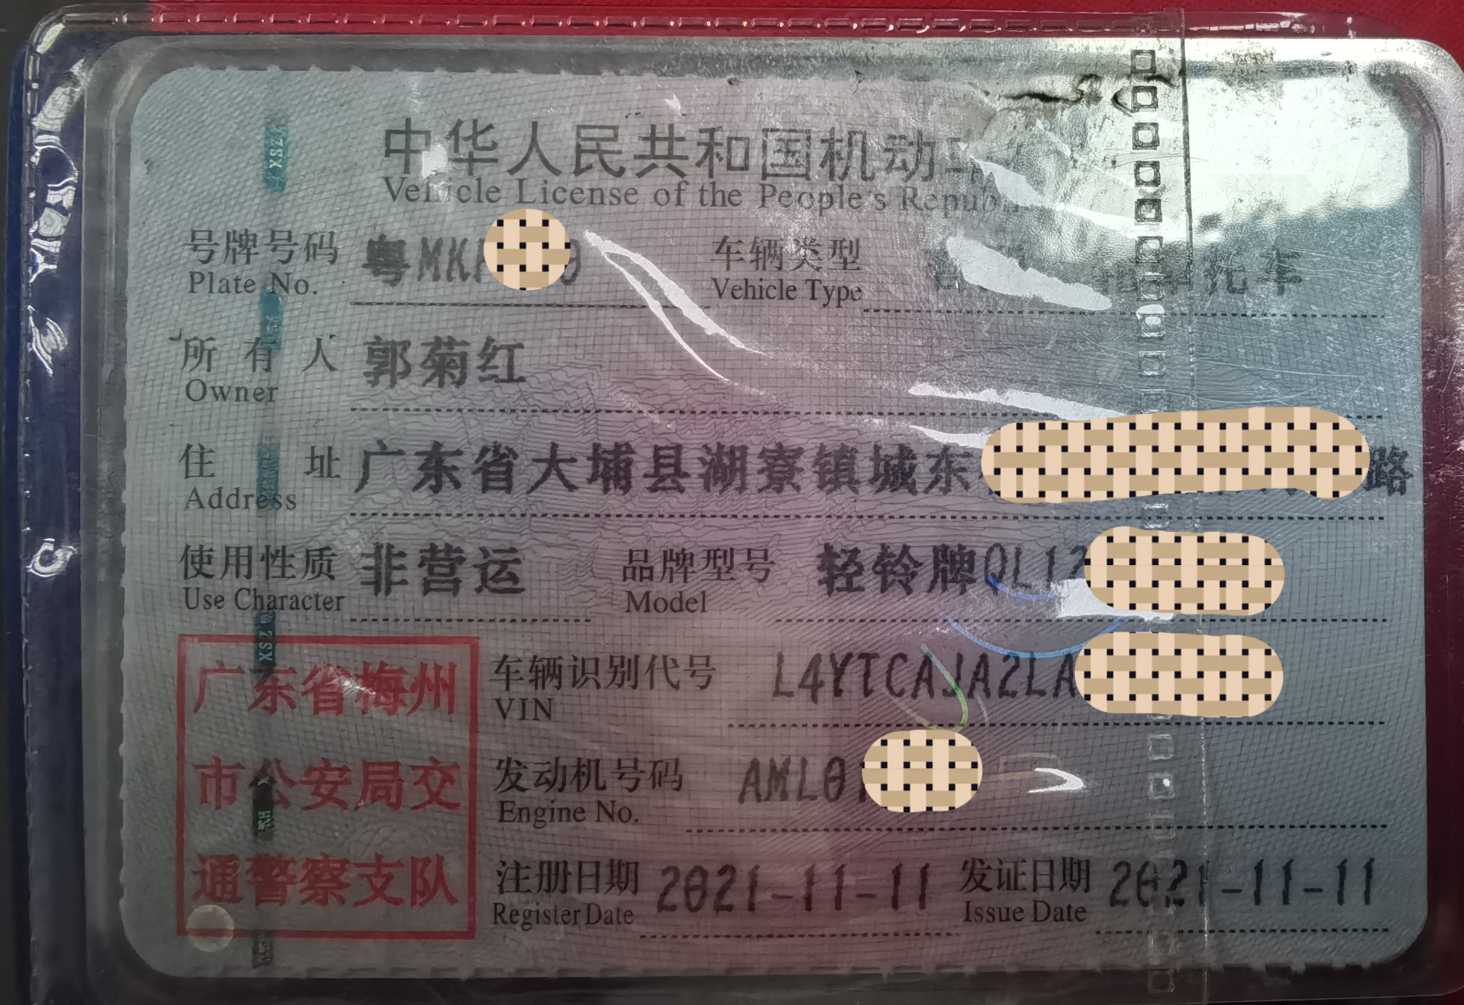 中华人民共和国机动
Vehicle License of the People's Repub
号牌号码 粤MK 车辆类型 托车
Plate No. Vehicle Type
所有人 郭菊红
Owner
住址 广东省大埔县湖寮镇城东 路
Address
使用性质 非营运 品牌型号 轻铃牌QL12
Use Character Model
车辆识别代号 L4YTCAJA2LA
VIN
发动机号码 AML0
Engine No.
注册日期 2021-11-11 发证日期 2021-11-11
Register Date Issue Date
广东省梅州
市公安局交
通警察支队